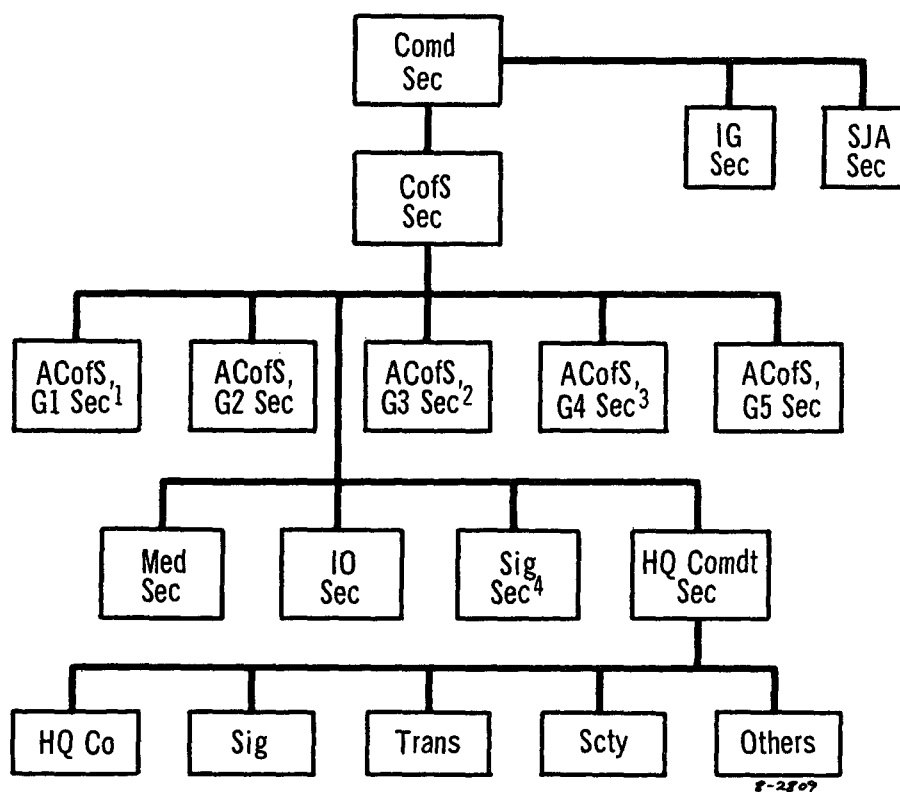 Comd
Sec
IG
Sec
SJA
Sec
CofS
Sec
ACofS,
G1 Sec¹
ACofS,
G2 Sec
ACofS,
G3 Sec²
ACofS,
G4 Sec³
ACofS,
G5 Sec
Med
Sec
IO
Sec
Sig
Sec⁴
HQ Comdt
Sec
HQ Co
Sig
Trans
Scty
Others
8-2809